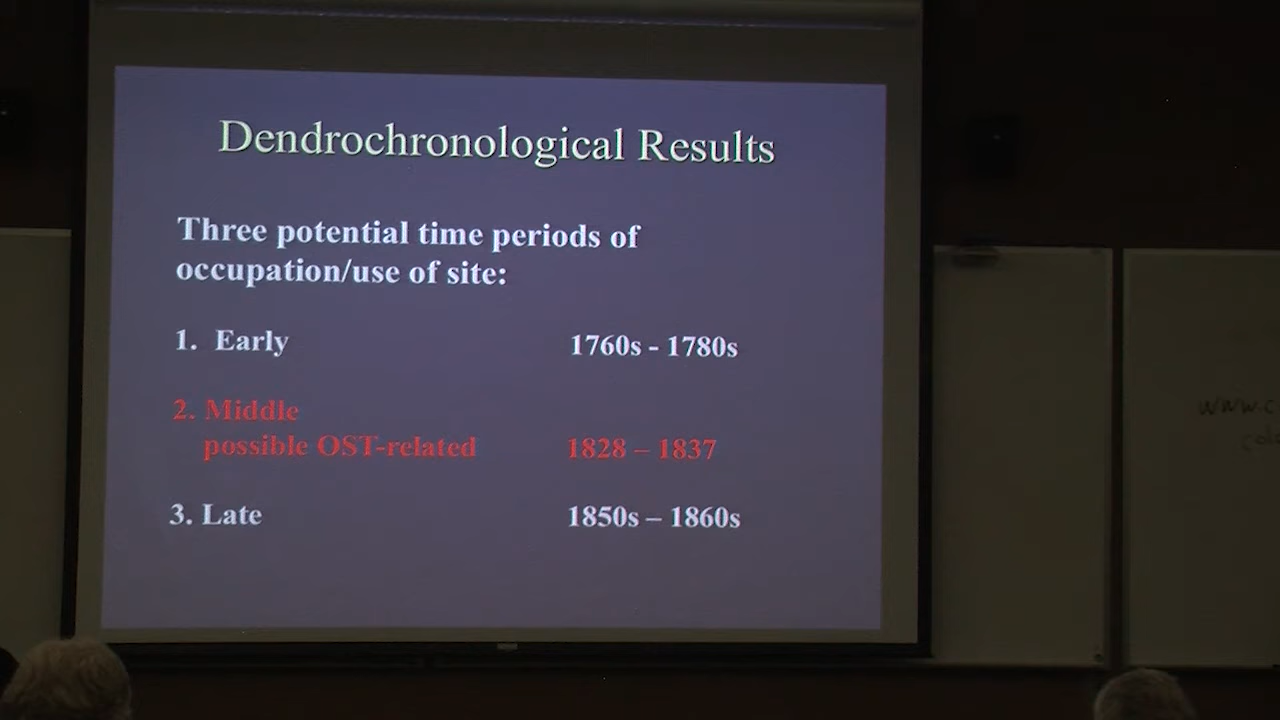 Dendrochronological Results
Three potential time periods of
occupation/use of site:
1. Early 1760s - 1780s
2. Middle
possible OST-related 1828 – 1837
3. Late 1850s – 1860s